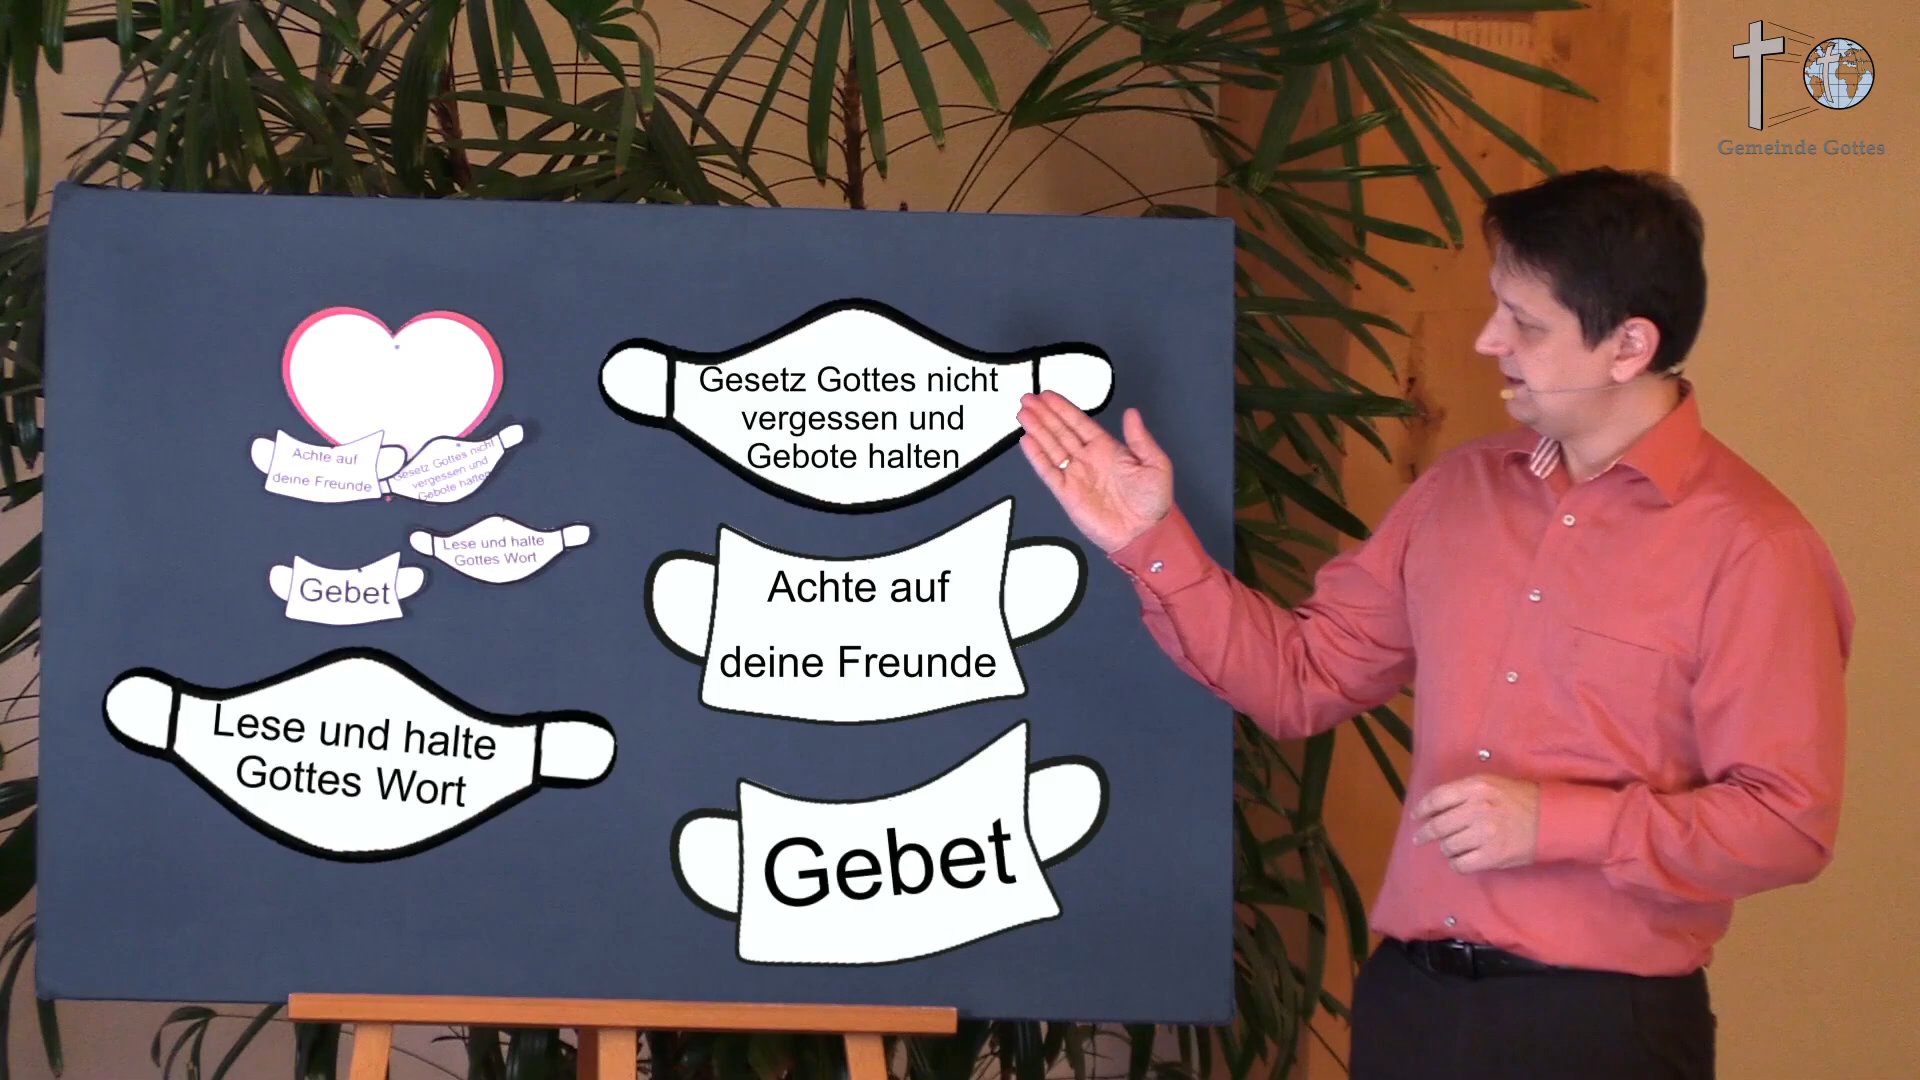 Gemeinde Gottes
Achte auf
deine Freunde
Gesetz Gottes nicht
vergessen und
Gebote halten
Lese und halte
Gottes Wort
Gebet
Gesetz Gottes nicht
vergessen und
Gebote halten
Achte auf
deine Freunde
Lese und halte
Gottes Wort
Gebet